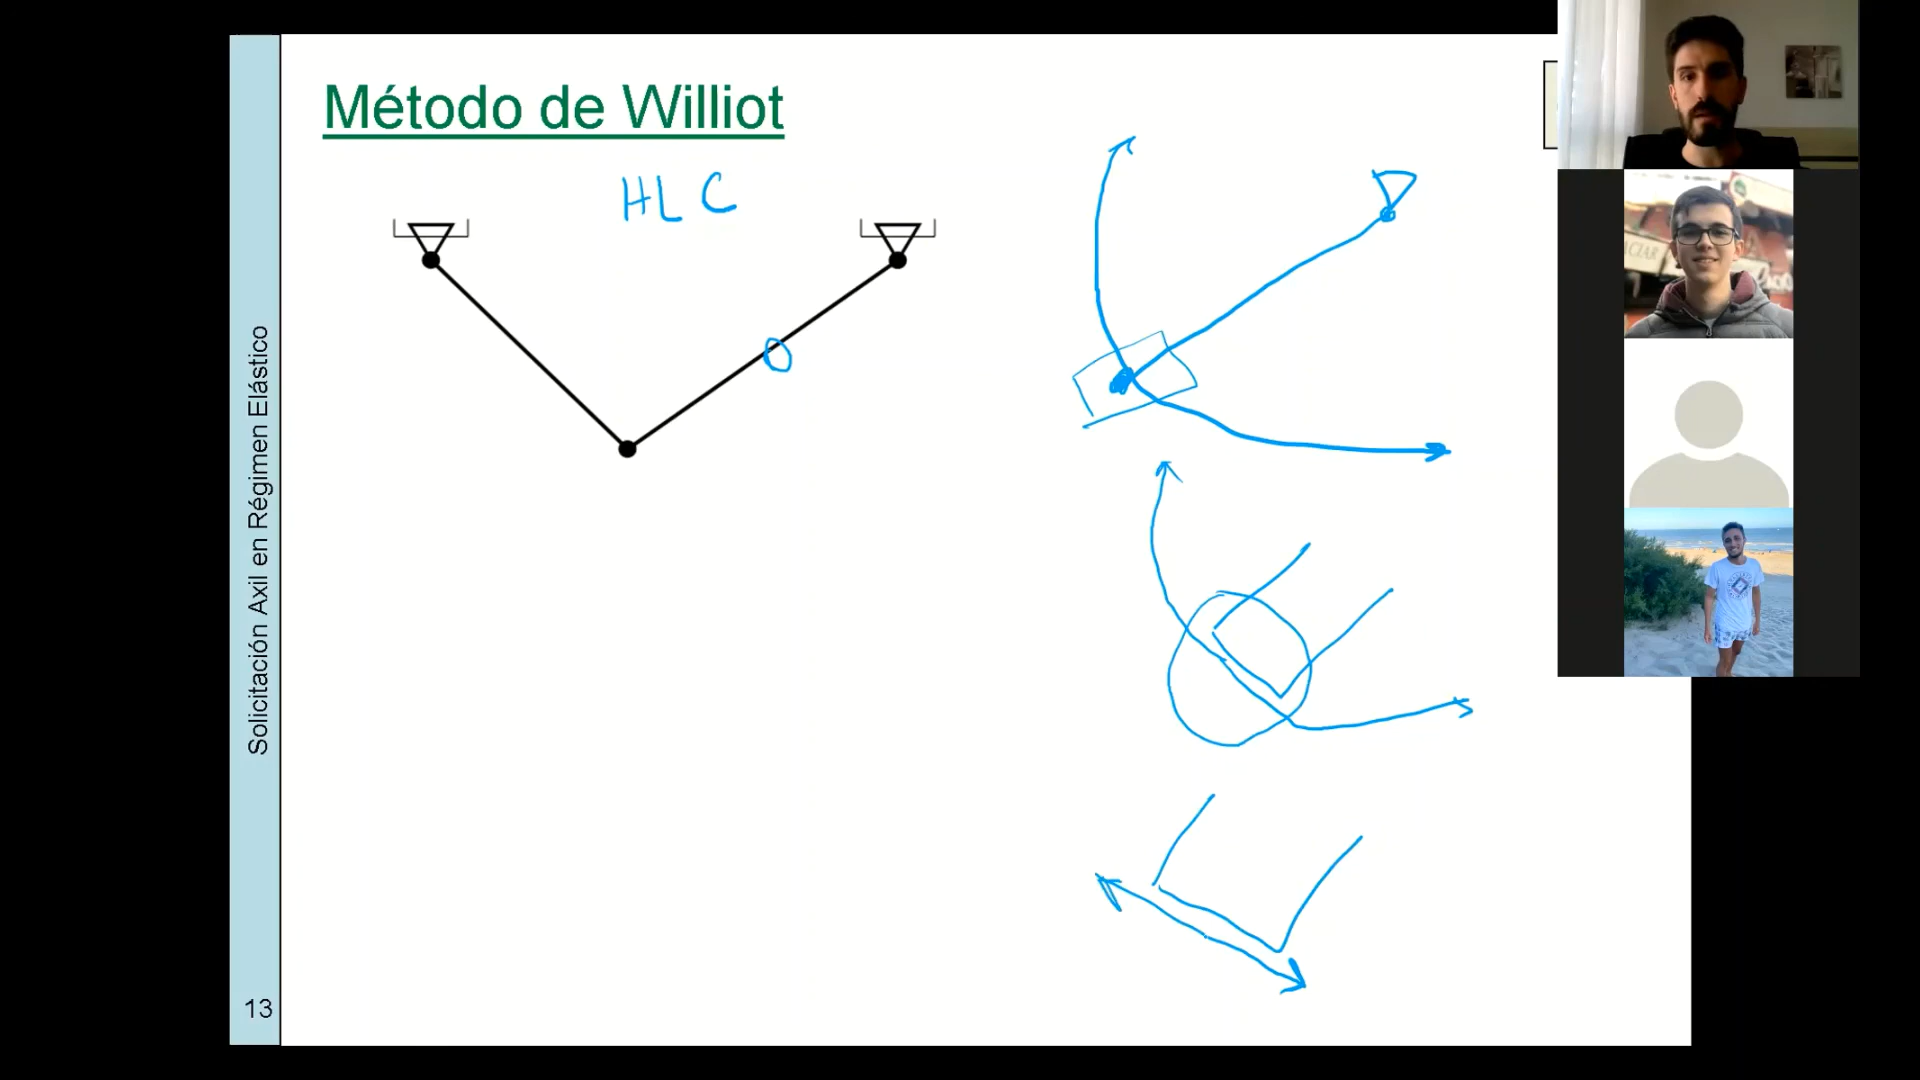 Método de Williot
HLC
Solicitación Axil en Régimen Elástico
13